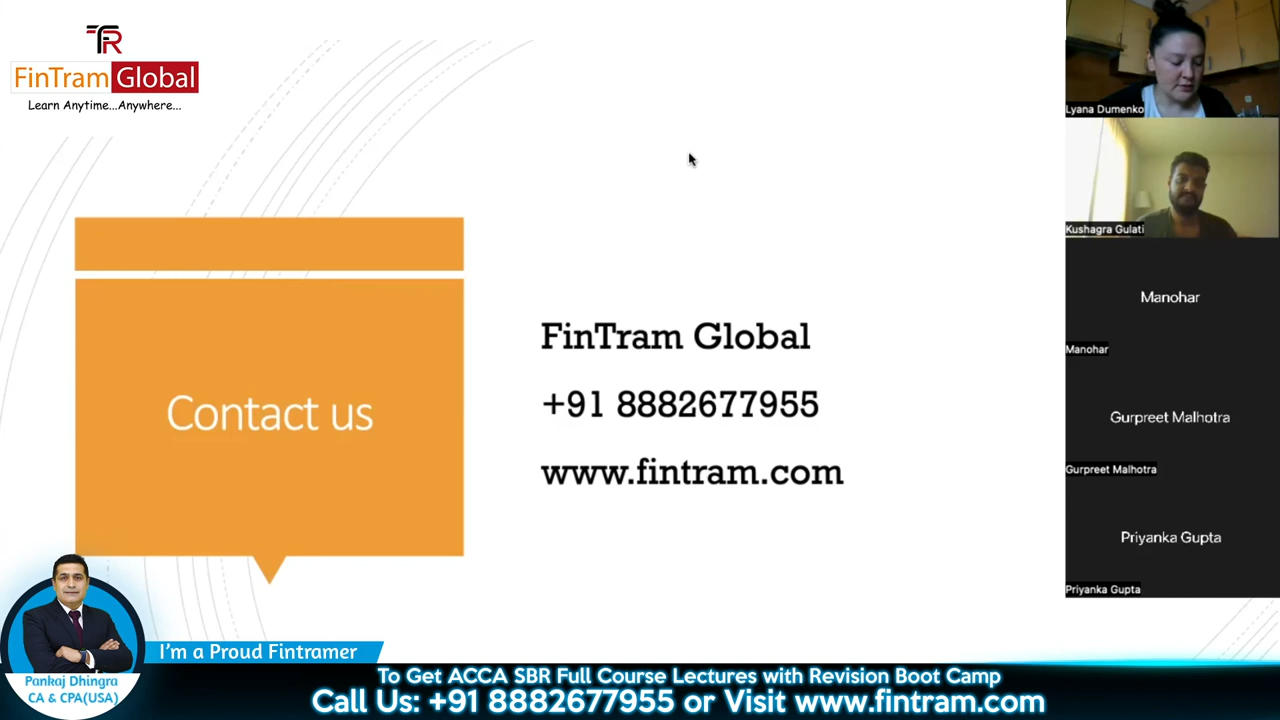 FR
FinTram Global
Learn Anytime...Anywhere...
Contact us
FinTram Global
+91 8882677955
www.fintram.com
Lyana Dumenko
Kushagra Gulati
Manohar
Manohar
Gurpreet Malhotra
Gurpreet Malhotra
Priyanka Gupta
Priyanka Gupta
I'm a Proud Fintramer
Pankaj Dhingra
CA & CPA(USA)
To Get ACCA SBR Full Course Lectures with Revision Boot Camp
Call Us: +91 8882677955 or Visit www.fintram.com